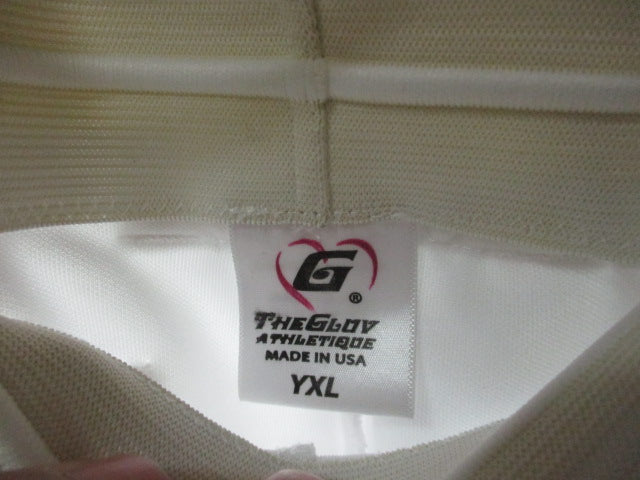 G
®
THEGLOV
ATHLETIQUE
MADE IN USA
YXL